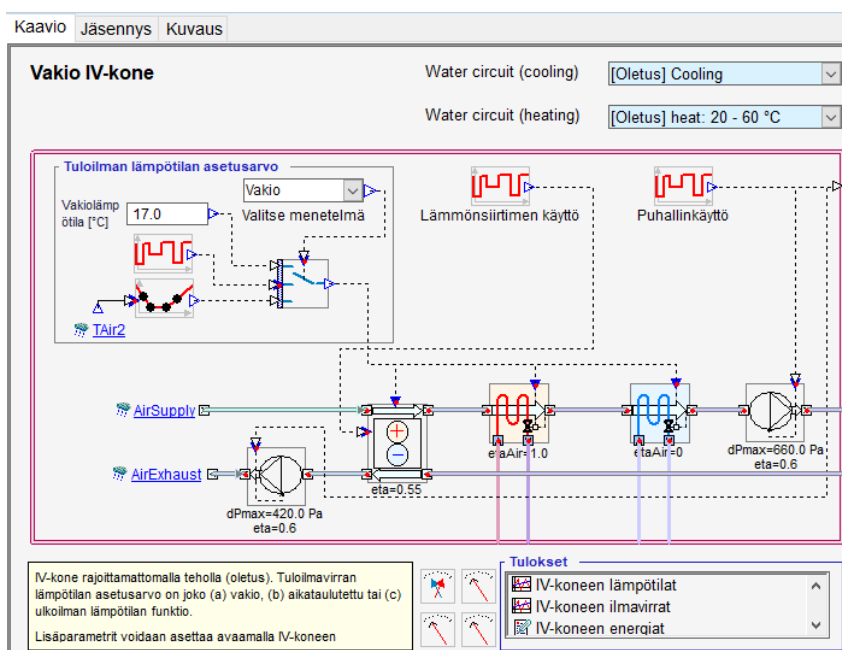 Kaavio Jäsennys Kuvaus
Vakio IV-kone
Water circuit (cooling) [Oletus] Cooling
Water circuit (heating) [Oletus] heat: 20 - 60 °C
Tuloilman lämpötilan asetusarvo
Vakiolämp
ötila [°C]
17.0
Vakio
Valitse menetelmä
Lämmönsiirtimen käyttö
Puhallinkäyttö
TAir2
AirSupply
AirExhaust
etaAir=1.0
etaAir=0
dPmax=660.0 Pa
eta=0.6
eta=0.55
dPmax=420.0 Pa
eta=0.6
IV-kone rajoittamattomalla teholla (oletus). Tuloilmavirran
lämpötilan asetusarvo on joko (a) vakio, (b) aikataulutettu tai (c)
ulkoilman lämpötilan funktio.
Lisäparametrit voidaan asettaa avaamalla IV-koneen
Tulokset
IV-koneen lämpötilat
IV-koneen ilmavirrat
IV-koneen energiat